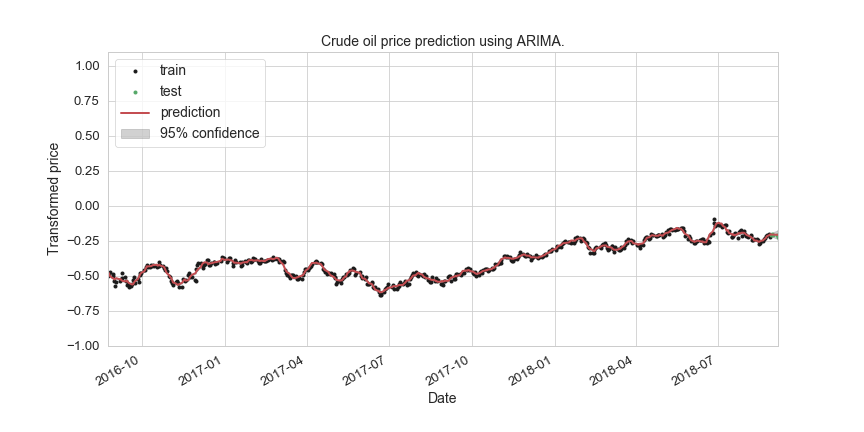 Crude oil price prediction using ARIMA.
train
test
prediction
95% confidence
1.00
0.75
0.50
0.25
0.00
−0.25
−0.50
−0.75
−1.00
Transformed price
2016-10
2017-01
2017-04
2017-07
2017-10
2018-01
2018-04
2018-07
Date